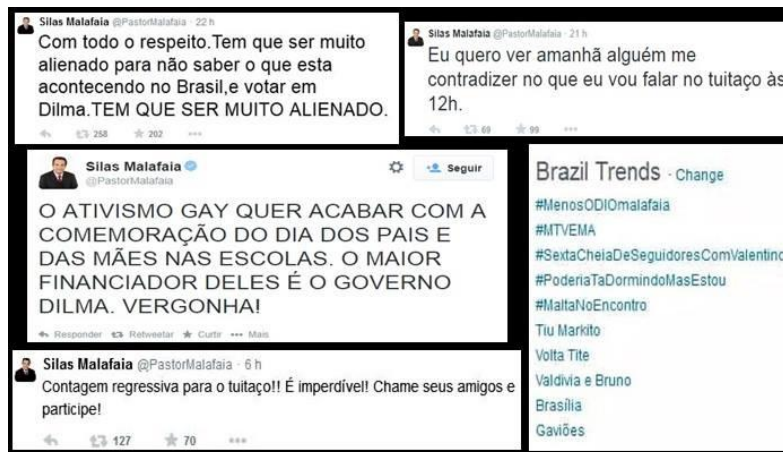 Silas Malafaia @PastorMalafaia · 22 h
Com todo o respeito.Tem que ser muito
alienado para não saber o que esta
acontecendo no Brasil,e votar em
Dilma.TEM QUE SER MUITO ALIENADO.
258 202
Silas Malafaia @PastorMalafaia · 21 h
Eu quero ver amanhã alguém me
contradizer no que eu vou falar no tuitaço às
12h.
69 99
Silas Malafaia
@PastorMalafaia
Seguir
O ATIVISMO GAY QUER ACABAR COM A
COMEMORAÇÃO DO DIA DOS PAIS E
DAS MÃES NAS ESCOLAS. O MAIOR
FINANCIADOR DELES É O GOVERNO
DILMA. VERGONHA!
Responder Retweetar Curtir Mais
Silas Malafaia @PastorMalafaia · 6 h
Contagem regressiva para o tuitaço!! É imperdível! Chame seus amigos e
participe!
127 70
Brazil Trends · Change
#MenosODIOmalafaia
#MTVEMA
#SextaCheiaDeSeguidoresComValentino
#PoderiaTaDormindoMasEstou
#MaltaNoEncontro
Tiu Markito
Volta Tite
Valdivia e Bruno
Brasília
Gaviões